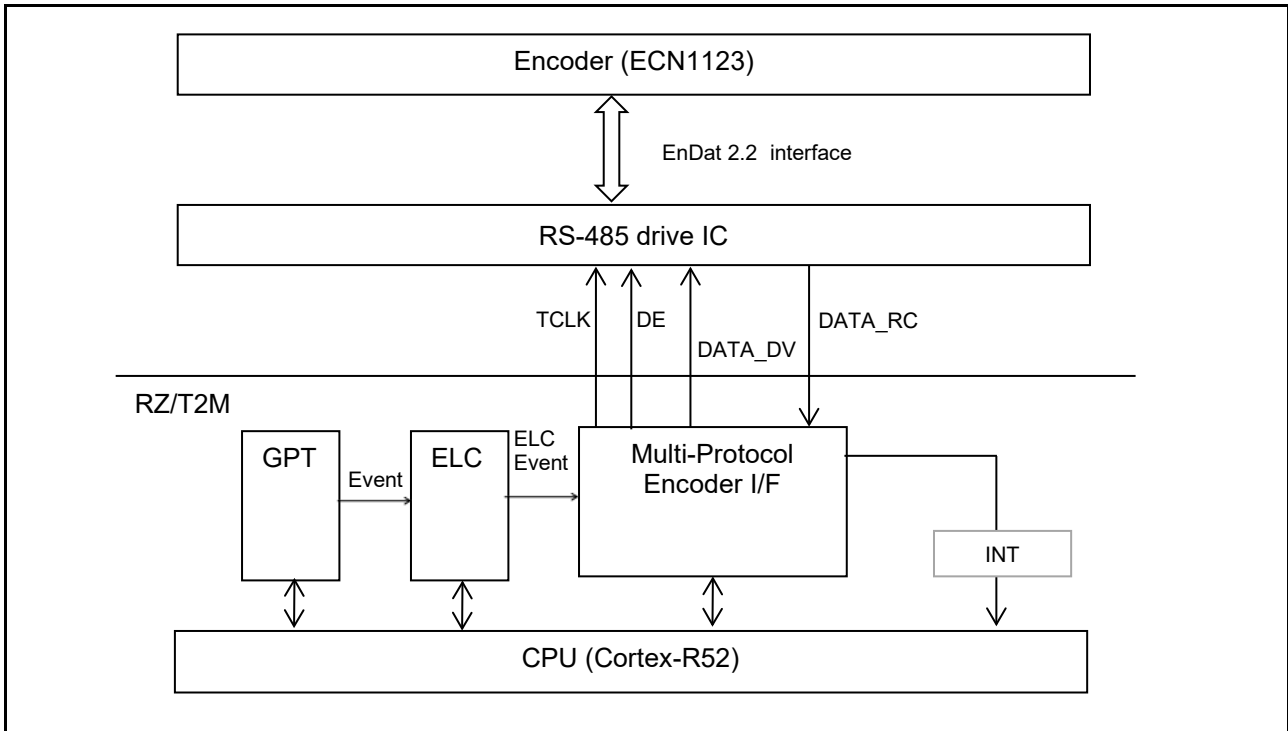 Encoder (ECN1123)
EnDat 2.2 interface
RS-485 drive IC
TCLK
DE
DATA_DV
DATA_RC
RZ/T2M
GPT
Event
ELC
ELC
Event
Multi-Protocol
Encoder I/F
INT
CPU (Cortex-R52)